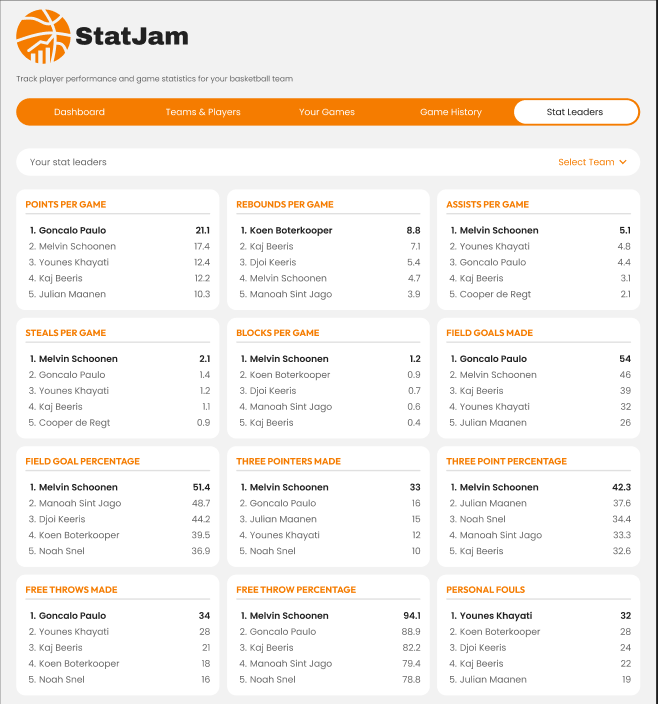 StatJam
Track player performance and game statistics for your basketball team
Dashboard
Teams & Players
Your Games
Game History
Stat Leaders
Your stat leaders
Select Team
POINTS PER GAME
1. Goncalo Paulo 21.1
2. Melvin Schoonen 17.4
3. Younes Khayati 12.4
4. Kaj Beeris 12.2
5. Julian Maanen 10.3
REBOUNDS PER GAME
1. Koen Boterkooper 8.8
2. Kaj Beeris 7.1
3. Djoi Keeris 5.4
4. Melvin Schoonen 4.7
5. Manoah Sint Jago 3.9
ASSISTS PER GAME
1. Melvin Schoonen 5.1
2. Younes Khayati 4.8
3. Goncalo Paulo 4.4
4. Kaj Beeris 3.1
5. Cooper de Regt 2.1
STEALS PER GAME
1. Melvin Schoonen 2.1
2. Goncalo Paulo 1.4
3. Younes Khayati 1.2
4. Kaj Beeris 1.1
5. Cooper de Regt 0.9
BLOCKS PER GAME
1. Melvin Schoonen 1.2
2. Koen Boterkooper 0.9
3. Djoi Keeris 0.7
4. Manoah Sint Jago 0.6
5. Kaj Beeris 0.4
FIELD GOALS MADE
1. Goncalo Paulo 54
2. Melvin Schoonen 46
3. Kaj Beeris 39
4. Younes Khayati 32
5. Julian Maanen 26
FIELD GOAL PERCENTAGE
1. Melvin Schoonen 51.4
2. Manoah Sint Jago 48.7
3. Djoi Keeris 44.2
4. Koen Boterkooper 39.5
5. Noah Snel 36.9
THREE POINTERS MADE
1. Melvin Schoonen 33
2. Goncalo Paulo 16
3. Julian Maanen 15
4. Younes Khayati 12
5. Noah Snel 10
THREE POINT PERCENTAGE
1. Melvin Schoonen 42.3
2. Julian Maanen 37.6
3. Noah Snel 34.4
4. Manoah Sint Jago 33.3
5. Kaj Beeris 32.6
FREE THROWS MADE
1. Goncalo Paulo 34
2. Younes Khayati 28
3. Kaj Beeris 21
4. Koen Boterkooper 18
5. Noah Snel 16
FREE THROW PERCENTAGE
1. Melvin Schoonen 94.1
2. Goncalo Paulo 88.9
3. Kaj Beeris 82.2
4. Manoah Sint Jago 79.4
5. Noah Snel 78.8
PERSONAL FOULS
1. Younes Khayati 32
2. Koen Boterkooper 28
3. Djoi Keeris 24
4. Kaj Beeris 22
5. Julian Maanen 19